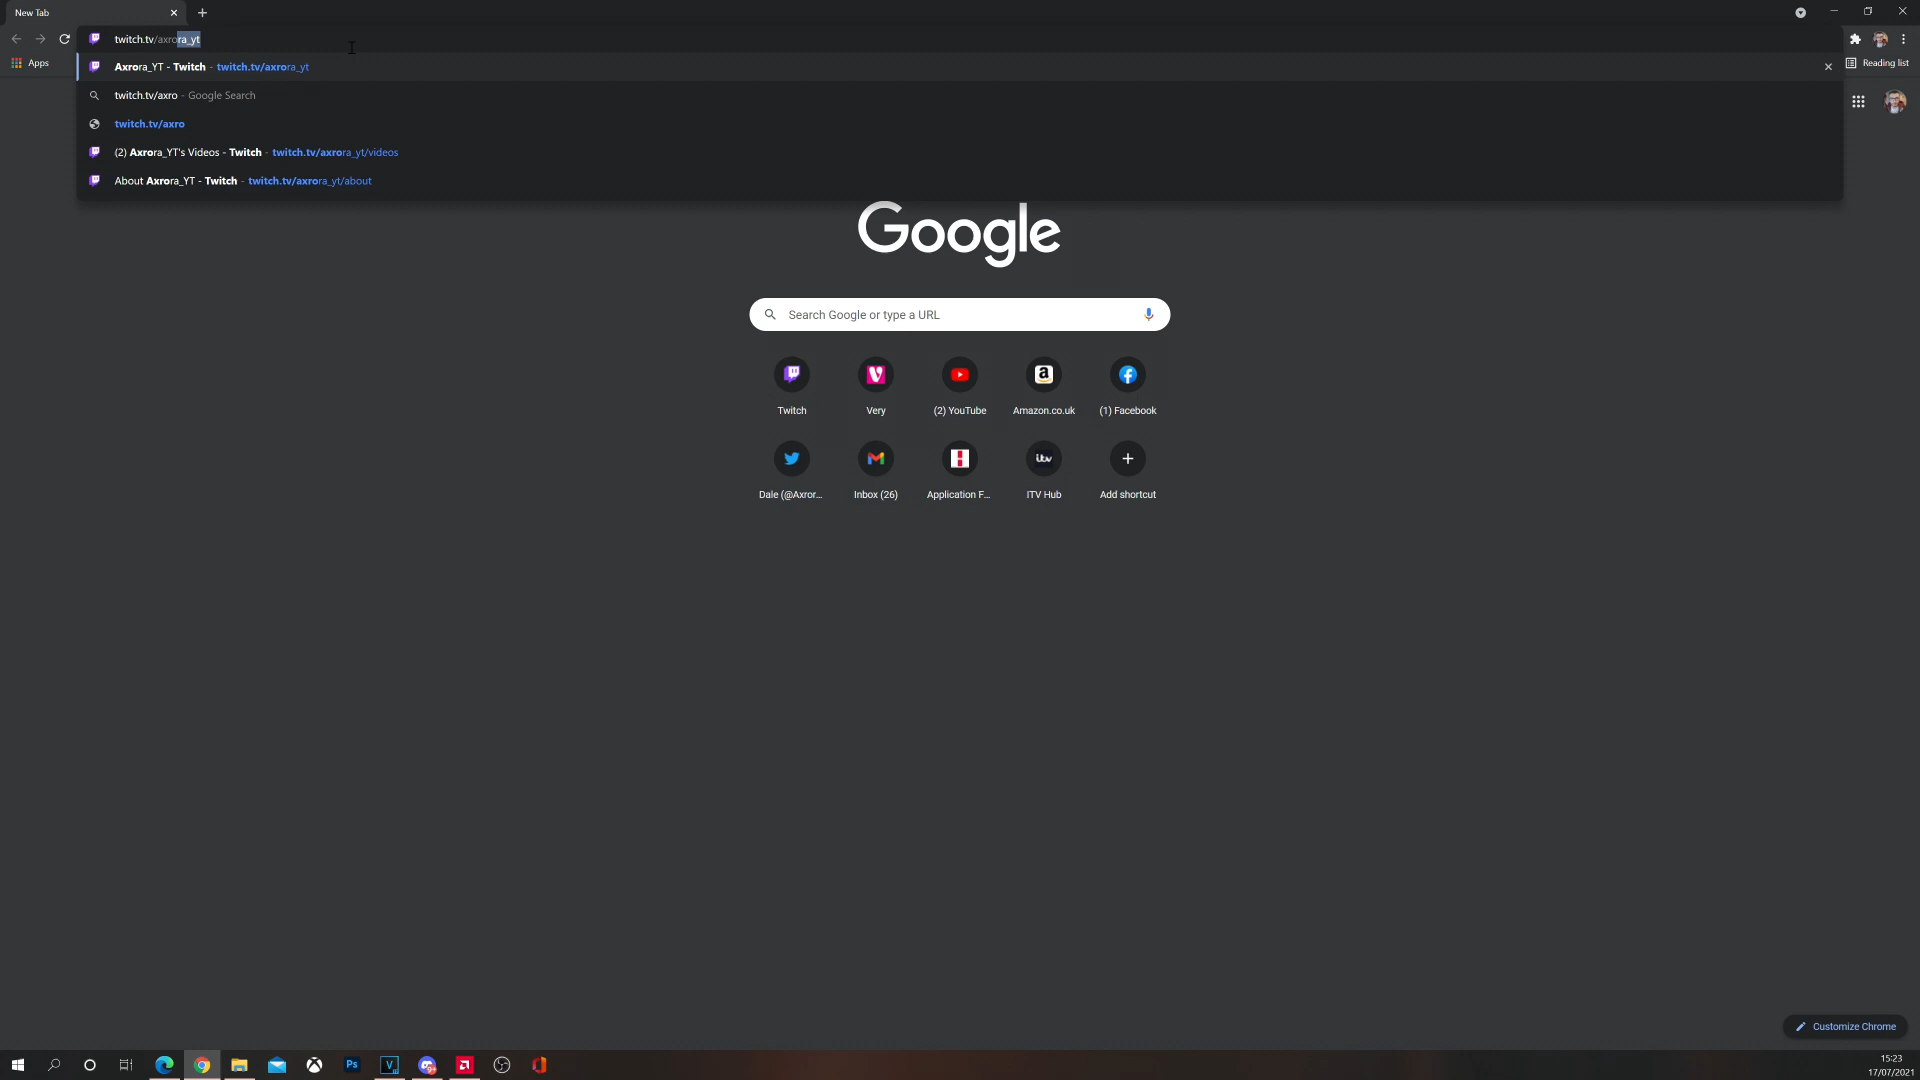 New Tab
twitch.tv/axrora_yt
Apps
Reading list
Axrora_YT - Twitch - twitch.tv/axrora_yt
twitch.tv/axro - Google Search
twitch.tv/axro
(2) Axrora_YT's Videos - Twitch - twitch.tv/axrora_yt/videos
About Axrora_YT - Twitch - twitch.tv/axrora_yt/about
Google
Search Google or type a URL
Twitch
Very
(2) YouTube
Amazon.co.uk
(1) Facebook
Dale (@Axror...
Inbox (26)
Application F...
ITV Hub
Add shortcut
Customize Chrome
15:23
17/07/2021